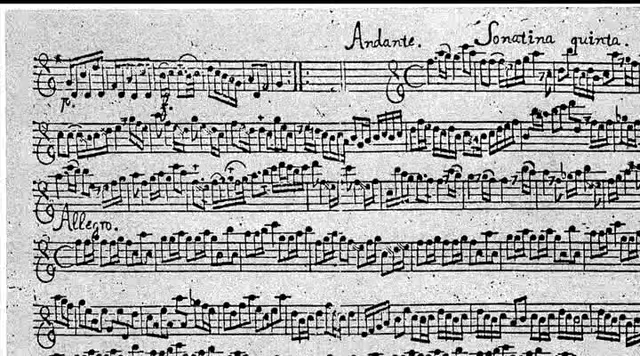 Andante. Sonatina quinta.
p. f.
Allegro.